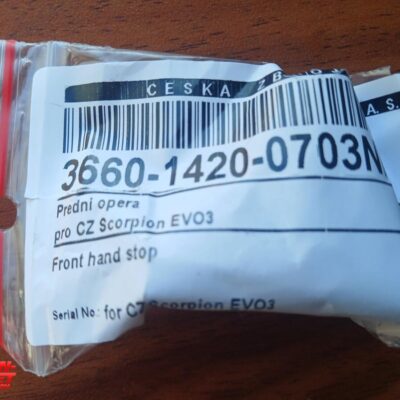 CESKA ZBROJ
A.S.
3660-1420-0703N
Predni opera
pro CZ Scorpion EVO3
Front hand stop
Serial No.: for CZ Scorpion EVO3